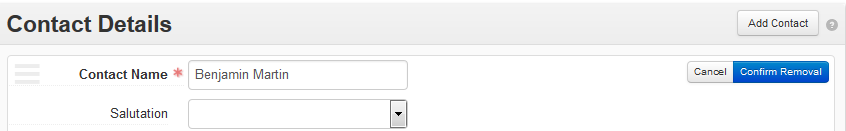 Contact Details Add Contact ?
Contact Name * Benjamin Martin Cancel Confirm Removal
Salutation